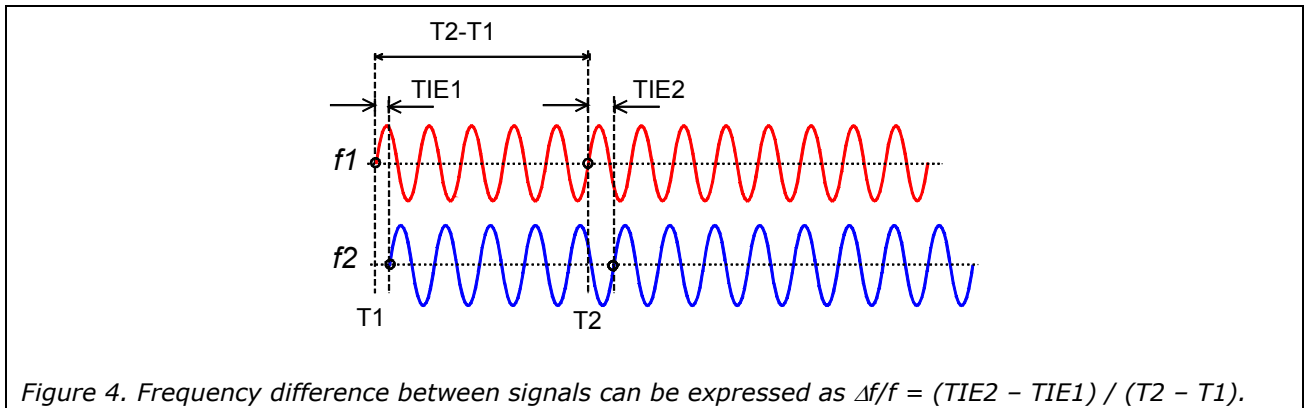 T2-T1
TIE1 TIE2
f1
f2
T1 T2
Figure 4. Frequency difference between signals can be expressed as Δf/f = (TIE2 – TIE1) / (T2 – T1).